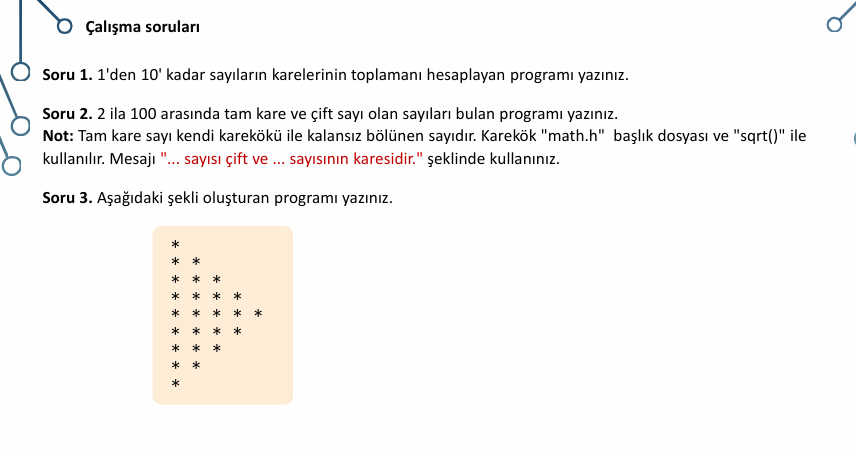 Çalışma soruları
Soru 1. 1'den 10' kadar sayıların karelerinin toplamanı hesaplayan programı yazınız.
Soru 2. 2 ila 100 arasında tam kare ve çift sayı olan sayıları bulan programı yazınız.
Not: Tam kare sayı kendi karekökü ile kalansız bölünen sayıdır. Karekök "math.h" başlık dosyası ve "sqrt()" ile
kullanılır. Mesajı "... sayısı çift ve ... sayısının karesidir." şeklinde kullanınız.
Soru 3. Aşağıdaki şekli oluşturan programı yazınız.
*
* *
* * *
* * * *
* * * * *
* * * *
* * *
* *
*